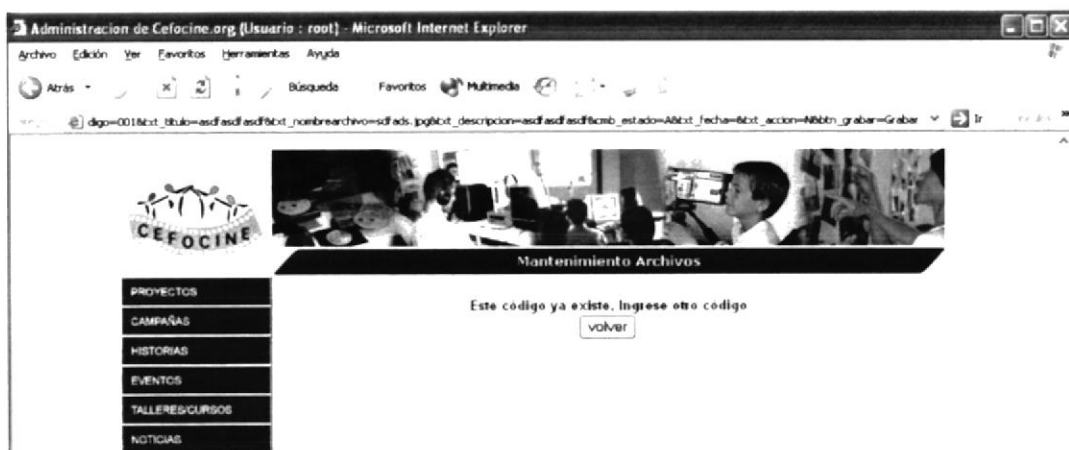 Administracion de Cefocine.org (Usuario : root) - Microsoft Internet Explorer
Archivo Edición Ver Favoritos Herramientas Ayuda
Atrás Búsqueda Favoritos Multimedia
digo=001&txt_titulo=asdfasdfasdf&txt_nombrearchivo=sdfads.jpg&txt_descripcion=asdfasdfasdf&cmb_estado=A&txt_fecha=&txt_accion=N&btn_grabar=Grabar Ir
CEFOCINE
Mantenimiento Archivos
PROYECTOS
CAMPAÑAS
HISTORIAS
EVENTOS
TALLERES/CURSOS
NOTICIAS
Este código ya existe, Ingrese otro código
volver